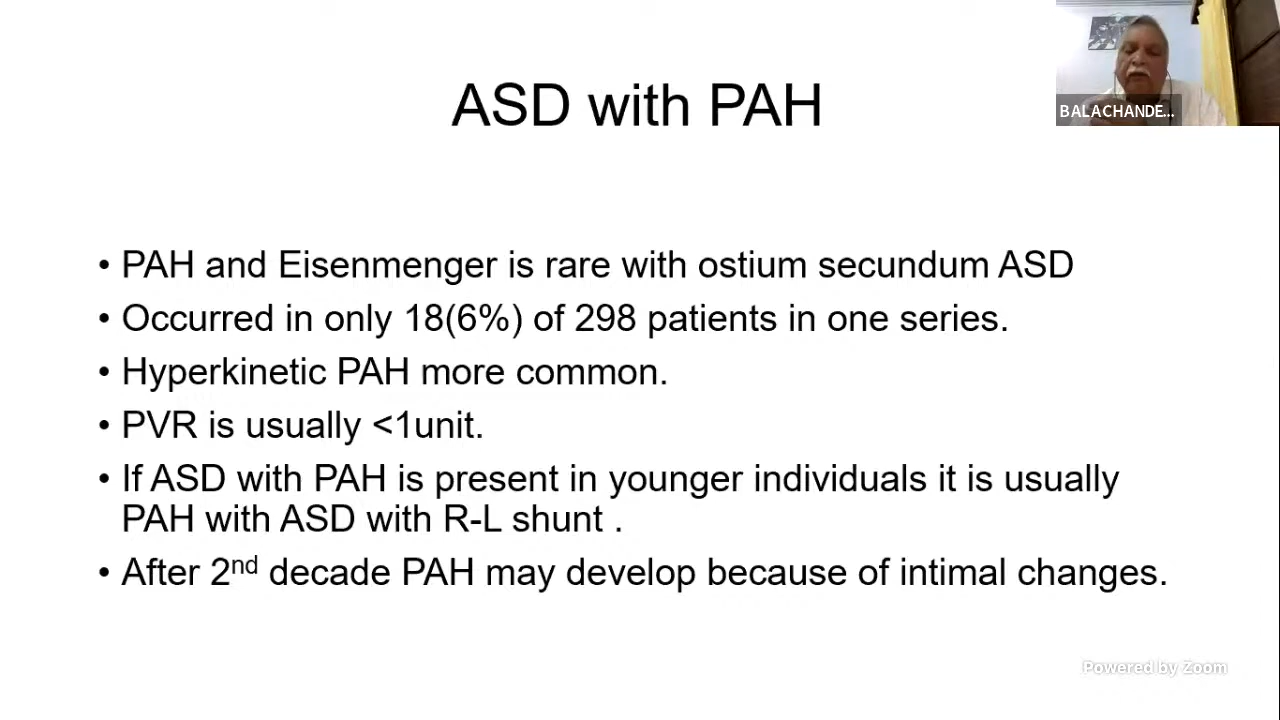 ASD with PAH
BALACHANDE...
• PAH and Eisenmenger is rare with ostium secundum ASD
• Occurred in only 18(6%) of 298 patients in one series.
• Hyperkinetic PAH more common.
• PVR is usually <1unit.
• If ASD with PAH is present in younger individuals it is usually
PAH with ASD with R-L shunt .
• After 2nd decade PAH may develop because of intimal changes.
Powered by Zoom